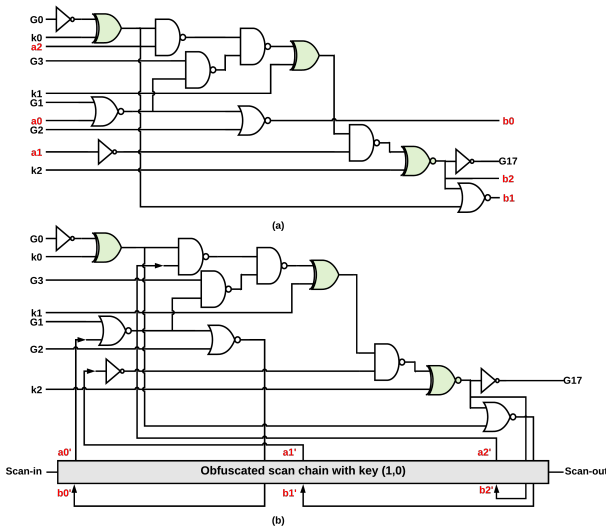 G0
k0
a2
G3
k1
G1
a0
G2
b0
a1
k2
G17
b2
b1
(a)
G0
k0
G3
k1
G1
G2
k2
G17
a0'
a1'
a2'
Scan-in
Obfuscated scan chain with key (1,0)
Scan-out
b0'
b1'
b2'
(b)